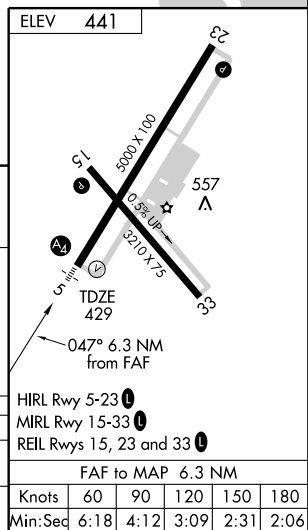 ELEV 441
23
P
5000 X 100
15
P
557
0.5% UP
3210 X 75
A4
V
5
TDZE
429
33
047° 6.3 NM
from FAF
HIRL Rwy 5-23 L
MIRL Rwy 15-33 L
REIL Rwys 15, 23 and 33 L
FAF to MAP 6.3 NM
Knots 60 90 120 150 180
Min:Sec 6:18 4:12 3:09 2:31 2:06